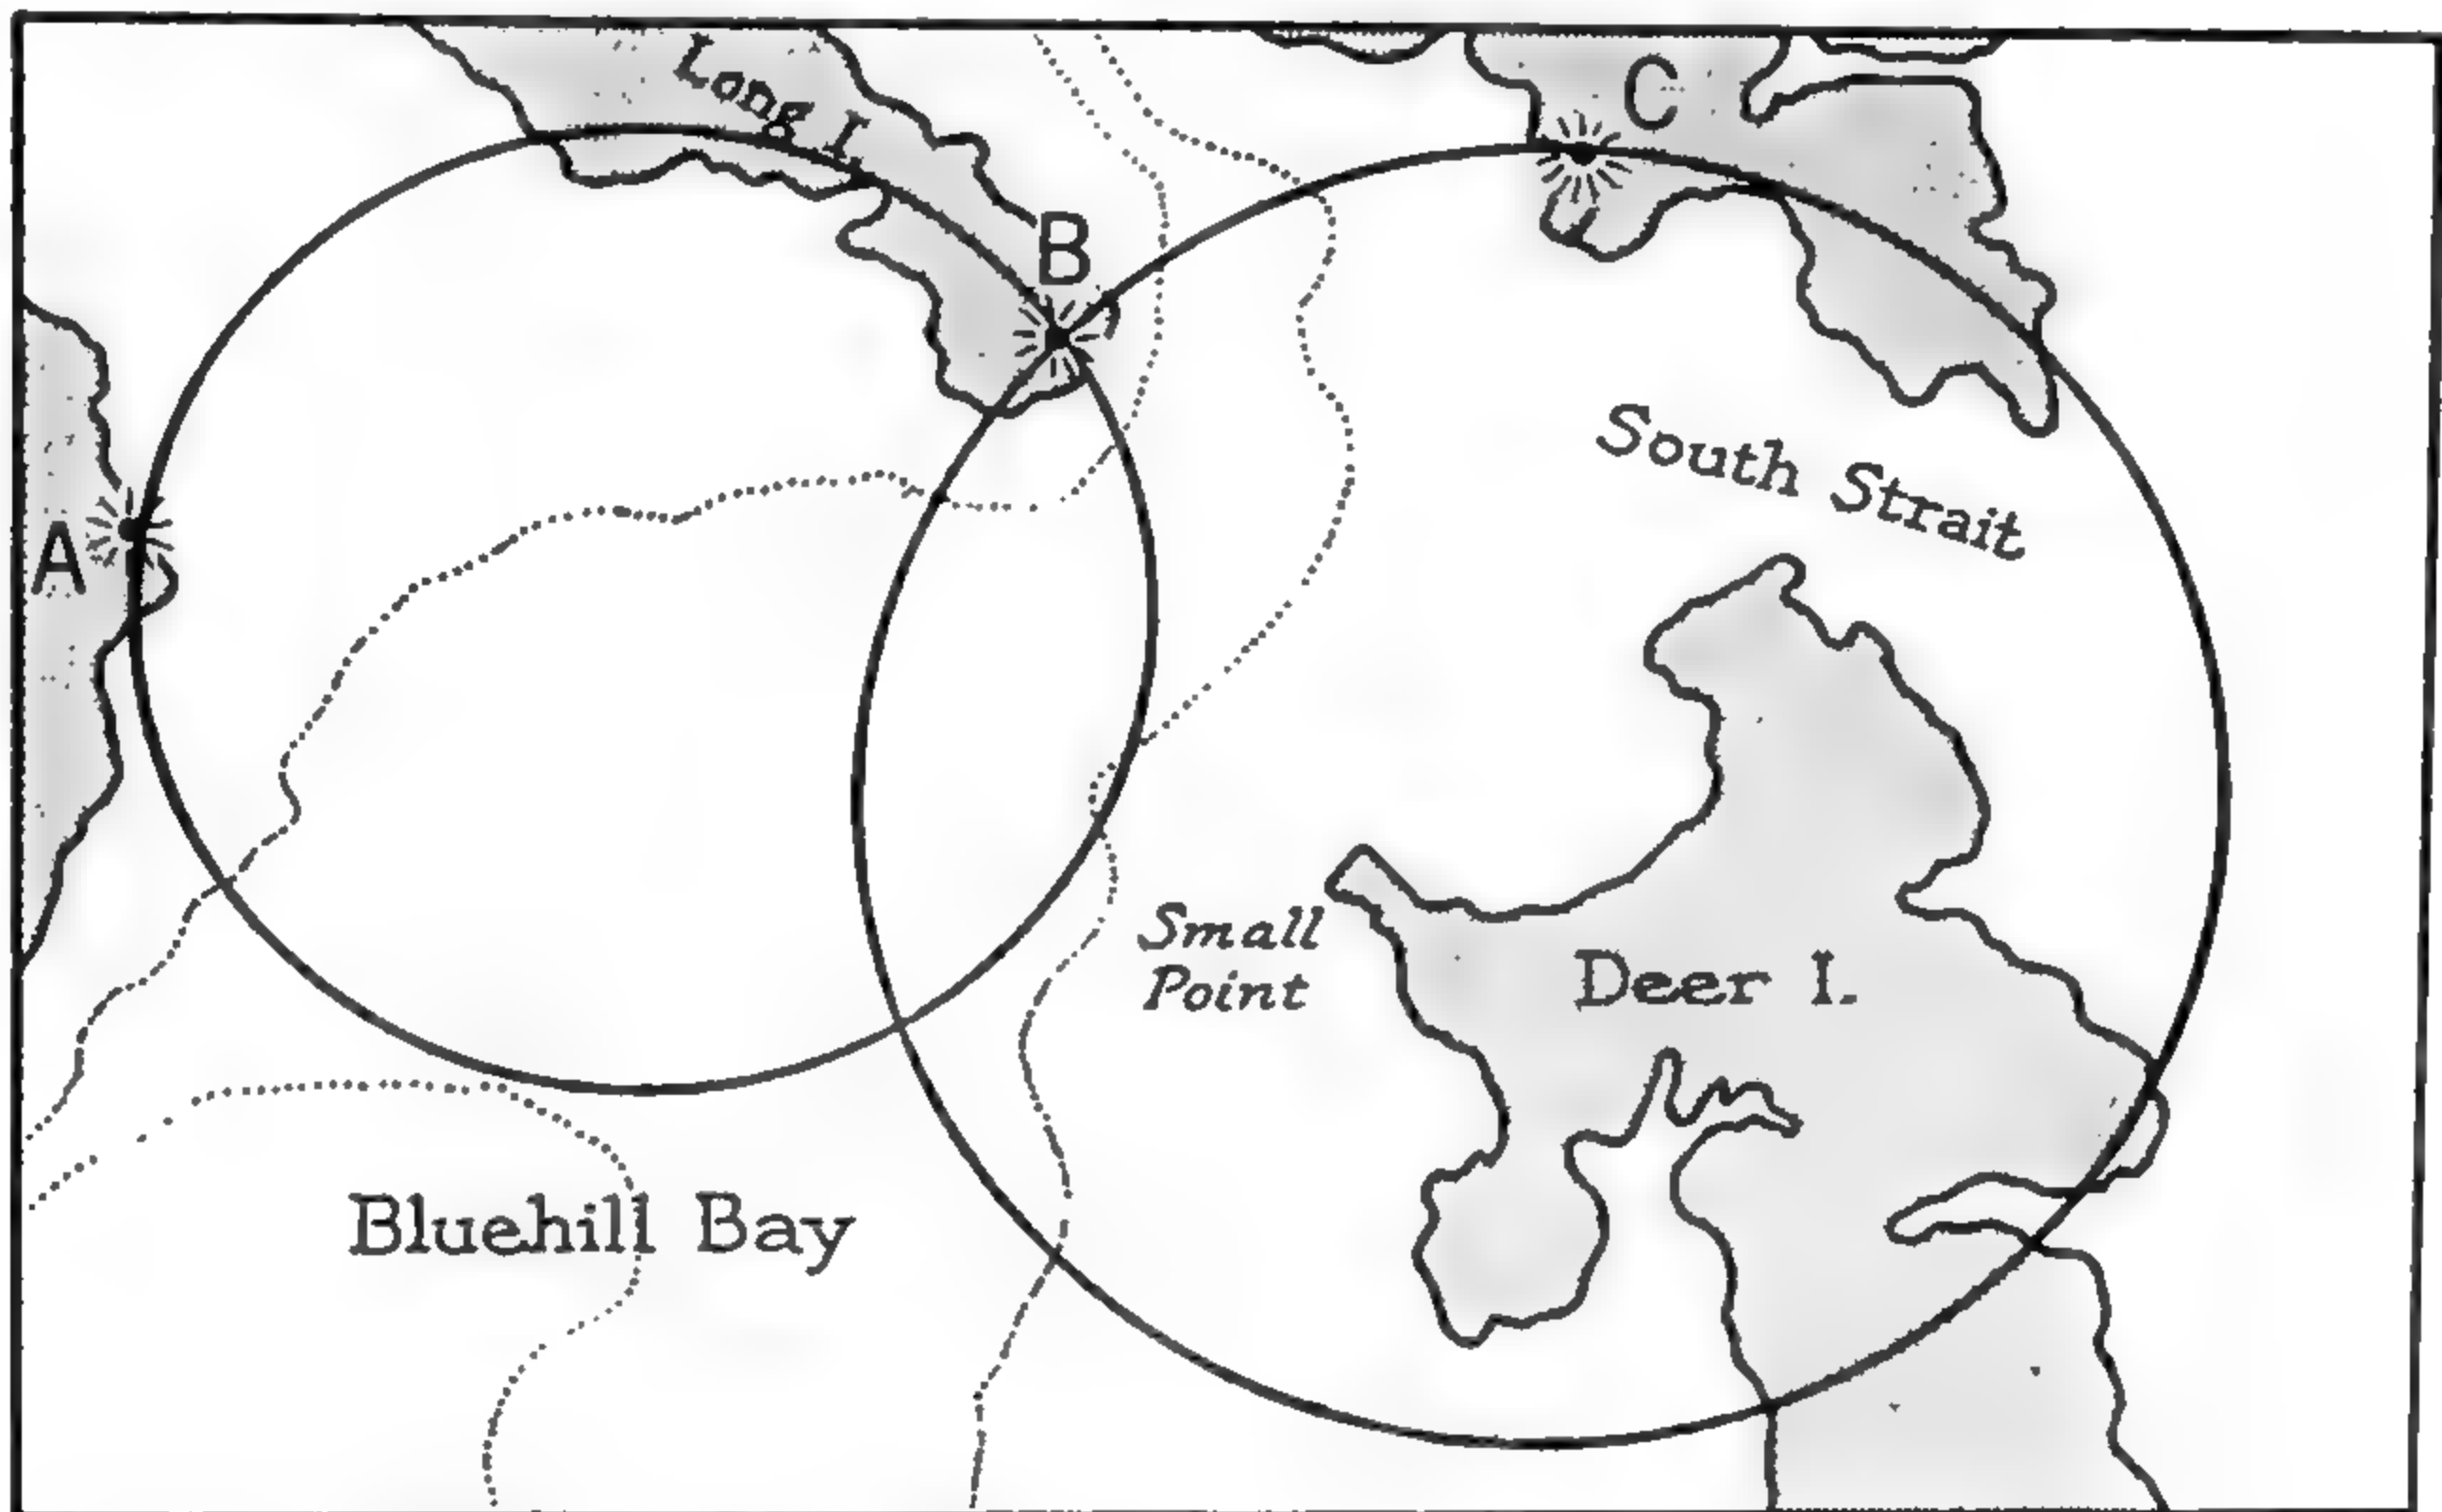 Long I.
C
B
A
South Strait
Small
Point
Deer I.
Bluehill Bay